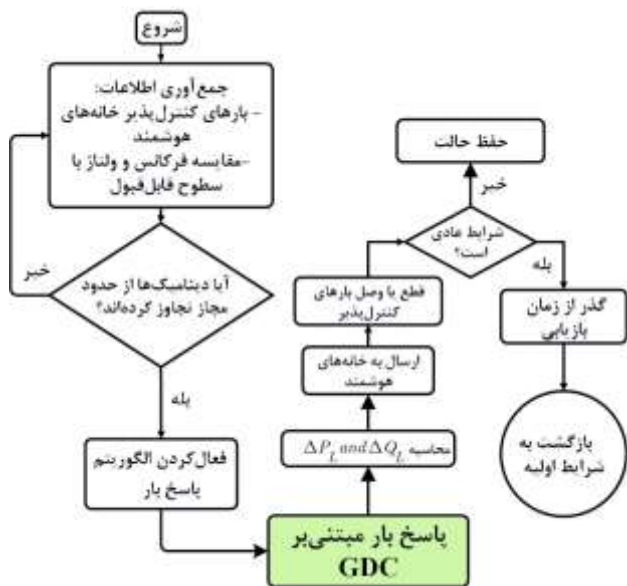 شروع
جمع‌آوری اطلاعات:
- بارهای کنترل‌پذیر خانه‌های
هوشمند
-مقایسه فرکانس و ولتاژ با
سطوح قابل‌قبول
آیا دینامیک‌ها از حدود
مجاز تجاوز کرده‌اند؟
خیر
بله
فعال‌کردن الگوریتم
پاسخ بار
پاسخ بار مبتنی‌بر
GDC
محاسبه ΔP_L and ΔQ_L
ارسال به خانه‌های
هوشمند
قطع یا وصل بارهای
کنترل‌پذیر
شرایط عادی
است؟
خیر
حفظ حالت
بله
گذر از زمان
بازیابی
بازگشت به
شرایط اولیه